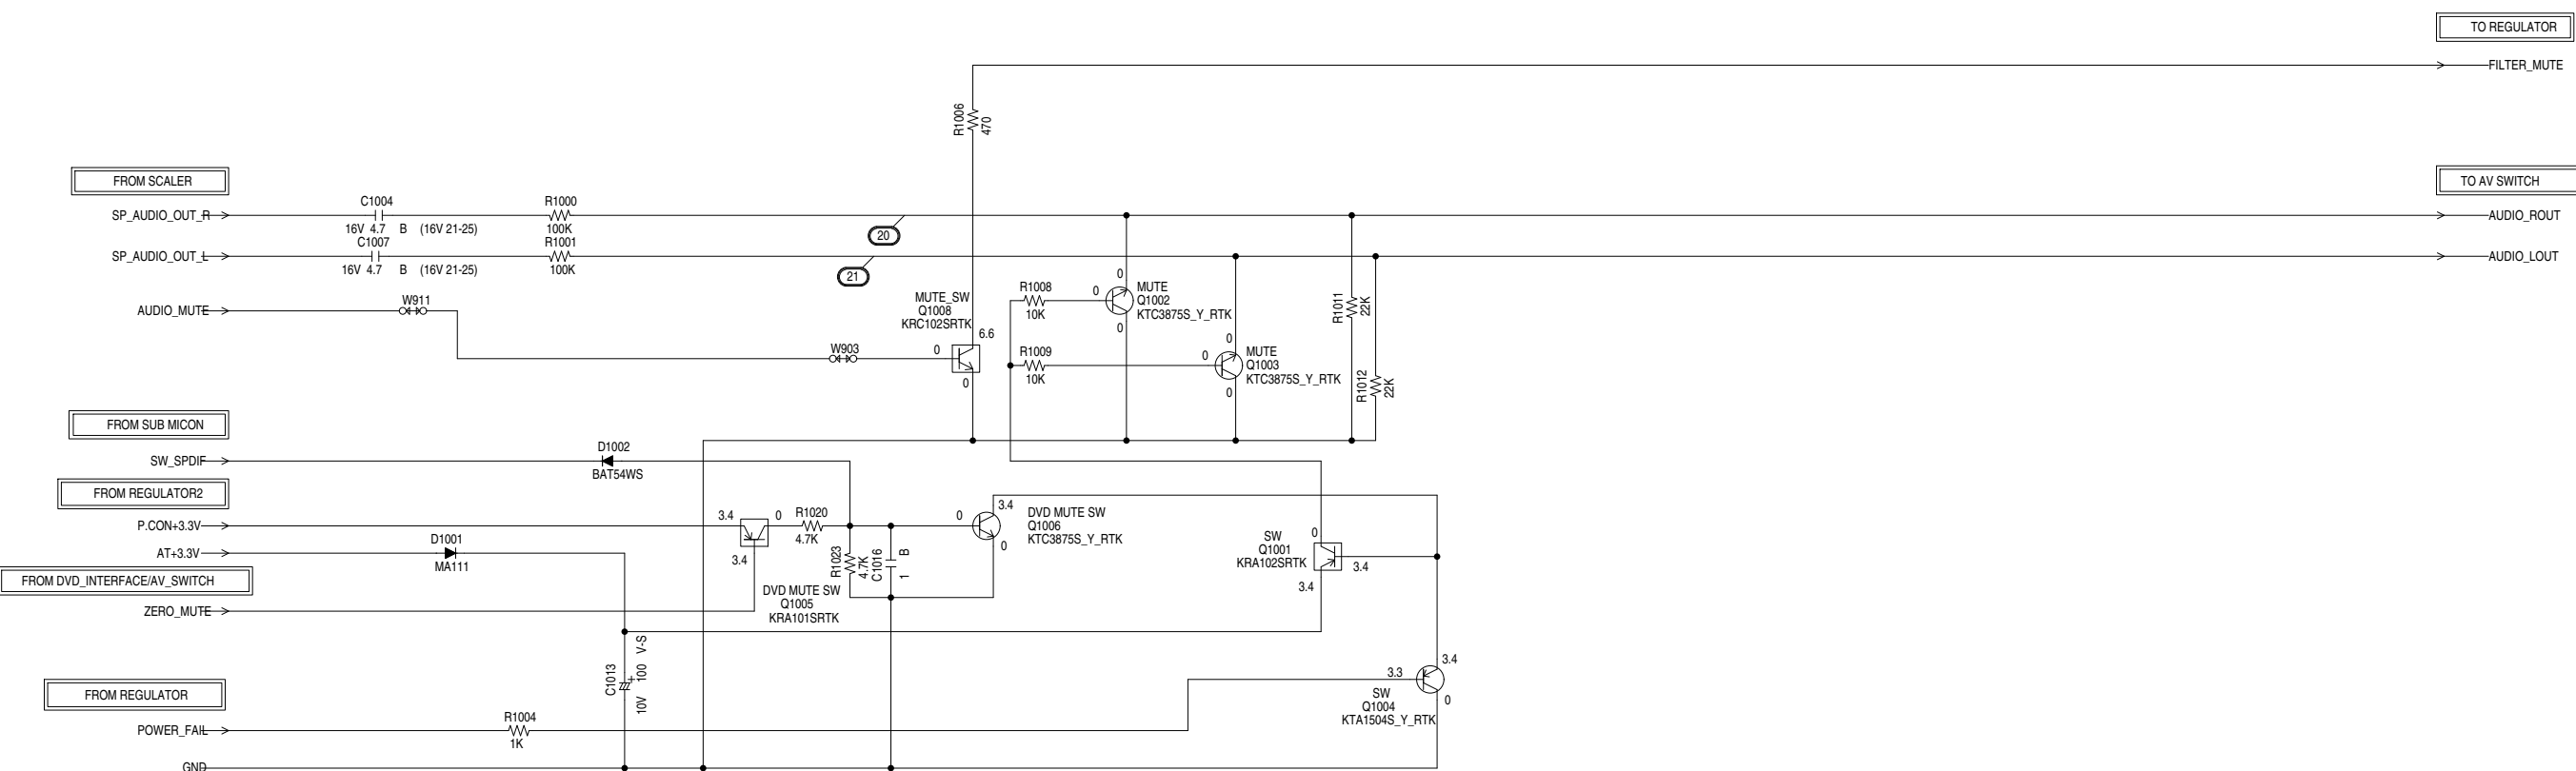 TO REGULATOR
FILTER_MUTE
R1006
470
FROM SCALER
TO AV SWITCH
C1004
R1000
SP_AUDIO_OUT_R
AUDIO_ROUT
16V 4.7 B (16V 21-25)
100K
20
C1007
R1001
SP_AUDIO_OUT_L
AUDIO_LOUT
16V 4.7 B (16V 21-25)
100K
21
AUDIO_MUTE
W911
W903
MUTE_SW
Q1008
KRC102SRTK
6.6
0
0
R1008
10K
0
0
0
MUTE
Q1002
KTC3875S_Y_RTK
R1009
10K
0
0
0
MUTE
Q1003
KTC3875S_Y_RTK
R1011
22K
R1012
22K
FROM SUB MICON
SW_SPDIF
D1002
BAT54WS
FROM REGULATOR2
P.CON+3.3V
3.4
0
3.4
R1020
4.7K
AT+3.3V
D1001
MA111
R1023
4.7K
C1016
1 B
0
3.4
0
DVD MUTE SW
Q1006
KTC3875S_Y_RTK
SW
Q1001
KRA102SRTK
0
3.4
3.4
FROM DVD_INTERFACE/AV_SWITCH
ZERO_MUTE
DVD MUTE SW
Q1005
KRA101SRTK
C1013
10V 100 V-S
+
3.3
3.4
0
SW
Q1004
KTA1504S_Y_RTK
FROM REGULATOR
POWER_FAIL
R1004
1K
GND